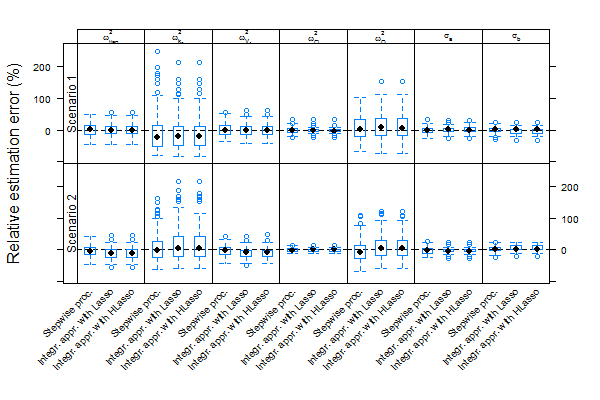 σa
σb
Relative estimation error (%)
Scenario 1
200
100
0
Scenario 2
200
100
0
Stepwise proc.
Integr. appr. with Lasso
Integr. appr. with HLasso
Stepwise proc.
Integr. appr. with Lasso
Integr. appr. with HLasso
Stepwise proc.
Integr. appr. with Lasso
Integr. appr. with HLasso
Stepwise proc.
Integr. appr. with Lasso
Integr. appr. with HLasso
Stepwise proc.
Integr. appr. with Lasso
Integr. appr. with HLasso
Stepwise proc.
Integr. appr. with Lasso
Integr. appr. with HLasso
Stepwise proc.
Integr. appr. with Lasso
Integr. appr. with HLasso